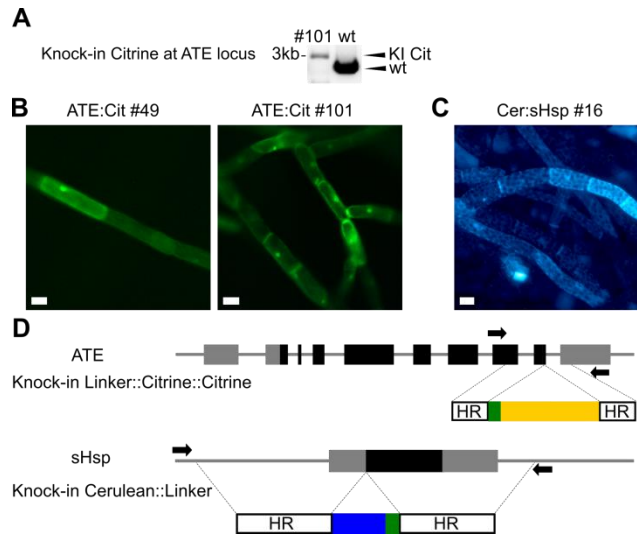 A
#101 wt
Knock-in Citrine at ATE locus
3kb-
KI Cit
wt
B
ATE:Cit #49
ATE:Cit #101
C
Cer:sHsp #16
D
ATE
Knock-in Linker::Citrine::Citrine
HR
HR
sHsp
Knock-in Cerulean::Linker
HR
HR